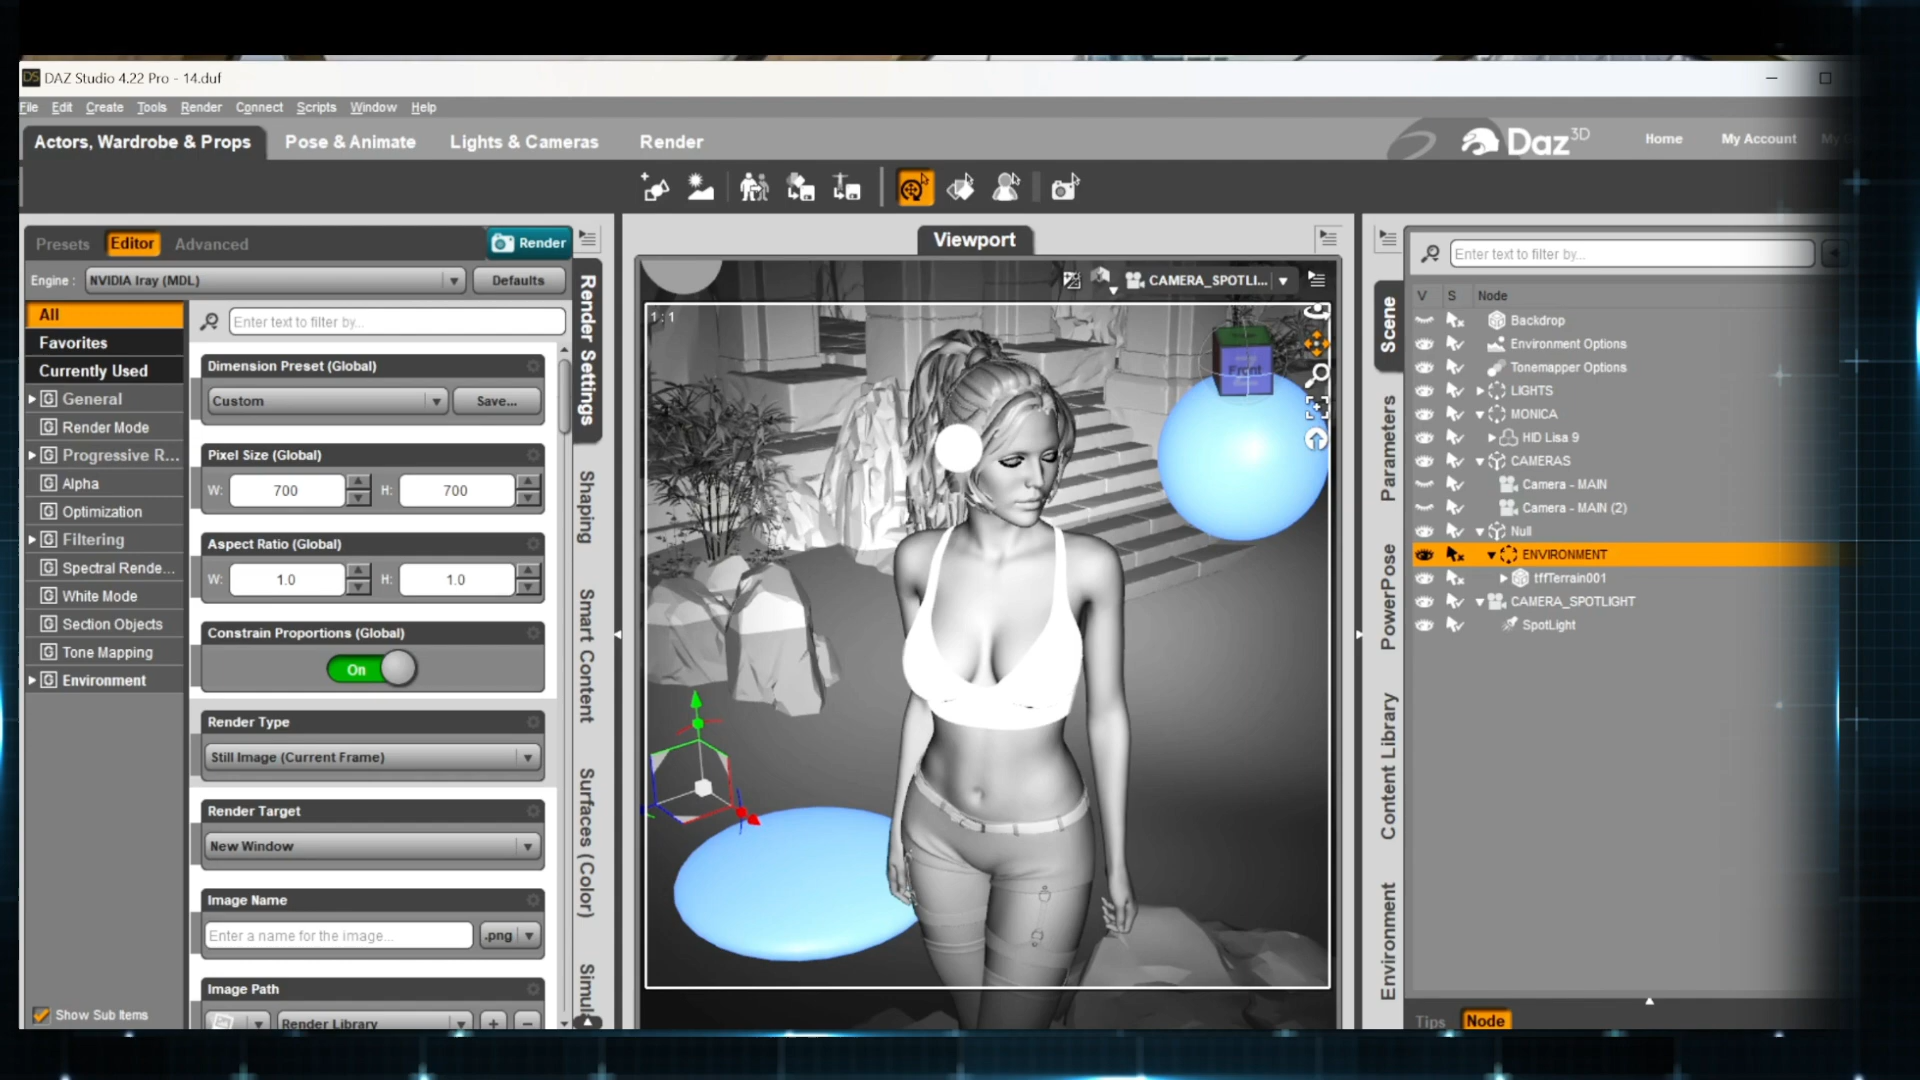 DAZ Studio 4.22 Pro - 14.duf
File Edit Create Tools Render Connect Scripts Window Help
Actors, Wardrobe & Props Pose & Animate Lights & Cameras Render
Daz 3D
Home My Account
Presets Editor Advanced Render
Engine : NVIDIA Iray (MDL) Defaults
All
Favorites
Currently Used
General
Render Mode
Progressive R...
Alpha
Optimization
Filtering
Spectral Rende...
White Mode
Section Objects
Tone Mapping
Environment
Show Sub Items
Enter text to filter by...
Dimension Preset (Global)
Custom Save...
Pixel Size (Global)
W: 700 H: 700
Aspect Ratio (Global)
W: 1.0 H: 1.0
Constrain Proportions (Global)
On
Render Type
Still Image (Current Frame)
Render Target
New Window
Image Name
Enter a name for the image... .png
Image Path
Render Library
Render Settings
Shaping
Smart Content
Surfaces (Color)
Simul
Viewport
CAMERA_SPOTLI...
1 : 1
Front
Scene
Parameters
PowerPose
Content Library
Environment
Enter text to filter by...
V S Node
Backdrop
Environment Options
Tonemapper Options
LIGHTS
MONICA
HID Lisa 9
CAMERAS
Camera - MAIN
Camera - MAIN (2)
Null
ENVIRONMENT
tffTerrain001
CAMERA_SPOTLIGHT
SpotLight
Tips Node